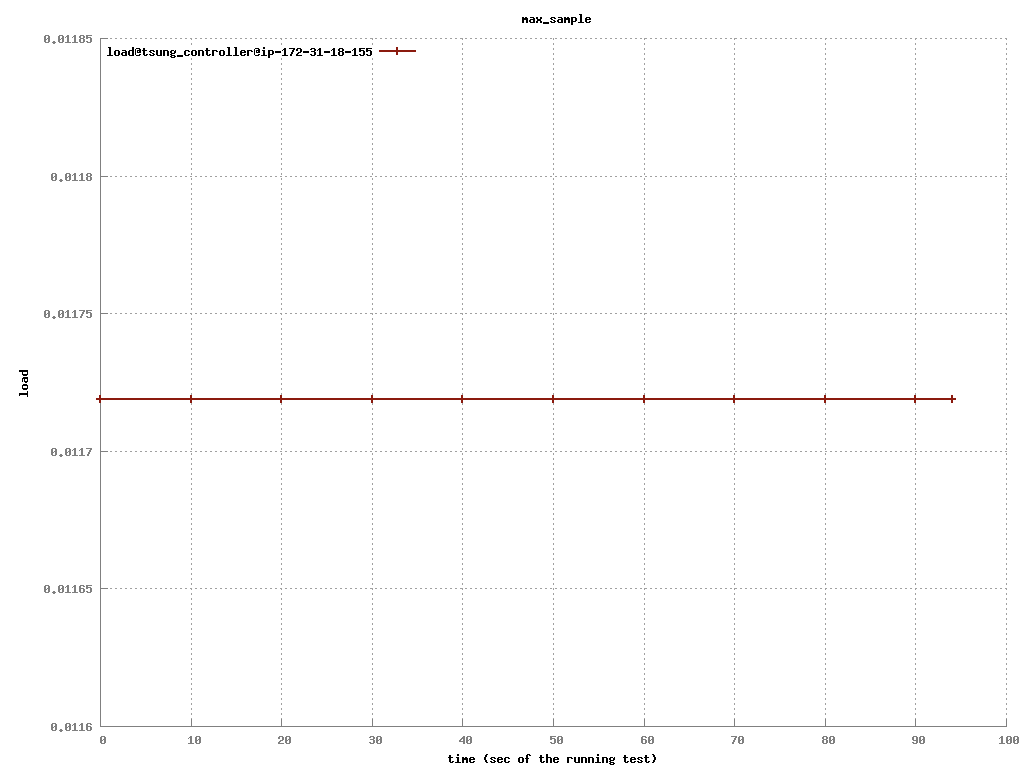 max_sample
0.01185
load@tsung_controller@ip-172-31-18-155
0.0118
0.01175
load
0.0117
0.01165
0.0116
0 10 20 30 40 50 60 70 80 90 100
time (sec of the running test)